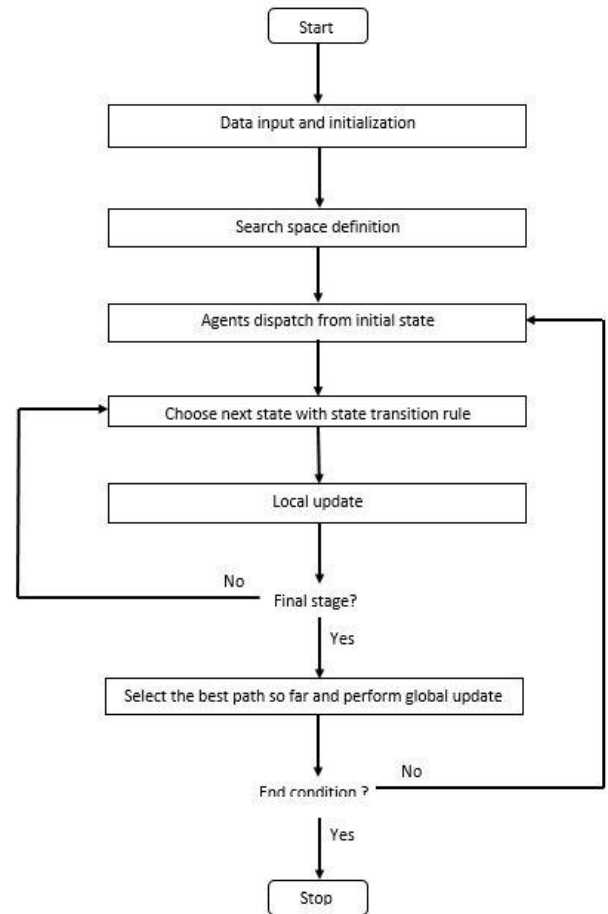 Start
Data input and initialization
Search space definition
Agents dispatch from initial state
Choose next state with state transition rule
Local update
No
Final stage?
Yes
Select the best path so far and perform global update
No
End condition ?
Yes
Stop